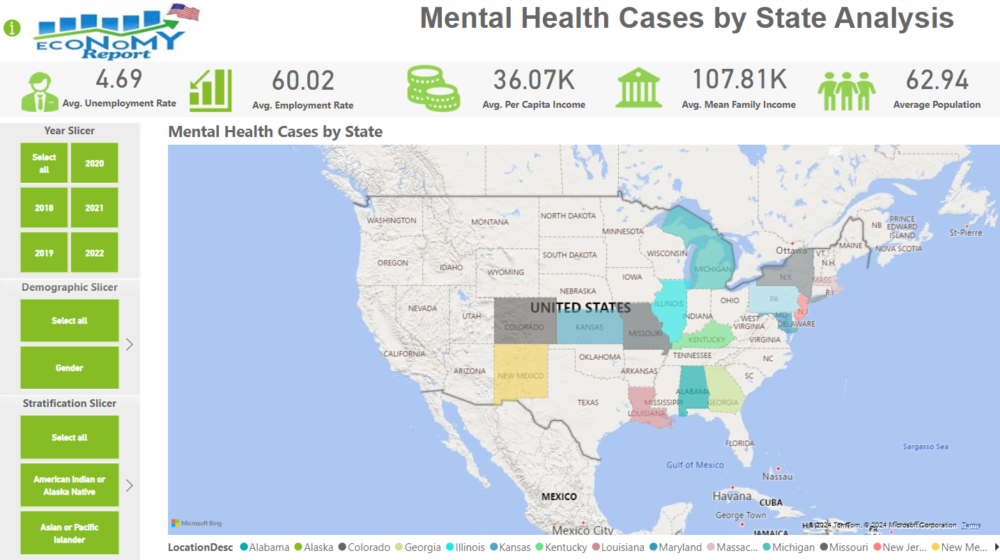 i
ECONOMY
Report
Mental Health Cases by State Analysis
4.69
Avg. Unemployment Rate
60.02
Avg. Employment Rate
36.07K
Avg. Per Capita Income
107.81K
Avg. Mean Family Income
62.94
Average Population
Year Slicer
Select
all
2020
2018
2021
2019
2022
Demographic Slicer
Select all
Gender
Stratification Slicer
Select all
American Indian or
Alaska Native
Asian or Pacific
Islander
Mental Health Cases by State
WASHINGTON
MONTANA
NORTH DAKOTA
MINNESOTA
OREGON
IDAHO
WYOMING
SOUTH DAKOTA
WISCONSIN
MICHIGAN
Ottawa
VT.
N.H.
MAINE
NB
PRINCE
EDWARD
ISLAND
NOVA SCOTIA
St-Pierre
N.Y.
MASS.
R.I.
IOWA
NEBRASKA
NEVADA
UTAH
UNITED STATES
COLORADO
KANSAS
MISSOURI
ILLINOIS
INDIANA
OHIO
PA
N.J.
MD
DELAWARE
WEST
VIRGINIA
VIRGINIA
KENTUCKY
CALIFORNIA
ARIZONA
NEW MEXICO
OKLAHOMA
ARKANSAS
TENNESSEE
NC
SC
TEXAS
LOUISIANA
MISSISSIPPI
ALABAMA
GEORGIA
FLORIDA
Gulf of Mexico
Sargasso Sea
Nassau
Havana
CUBA
George Town
JAMAICA
MEXICO
Mexico City
Microsoft Bing
© 2024 TomTom, © 2024 Microsoft Corporation Terms
LocationDesc Alabama Alaska Colorado Georgia Illinois Kansas Kentucky Louisiana Maryland Massac... Michigan Missouri New Jer... New Me...